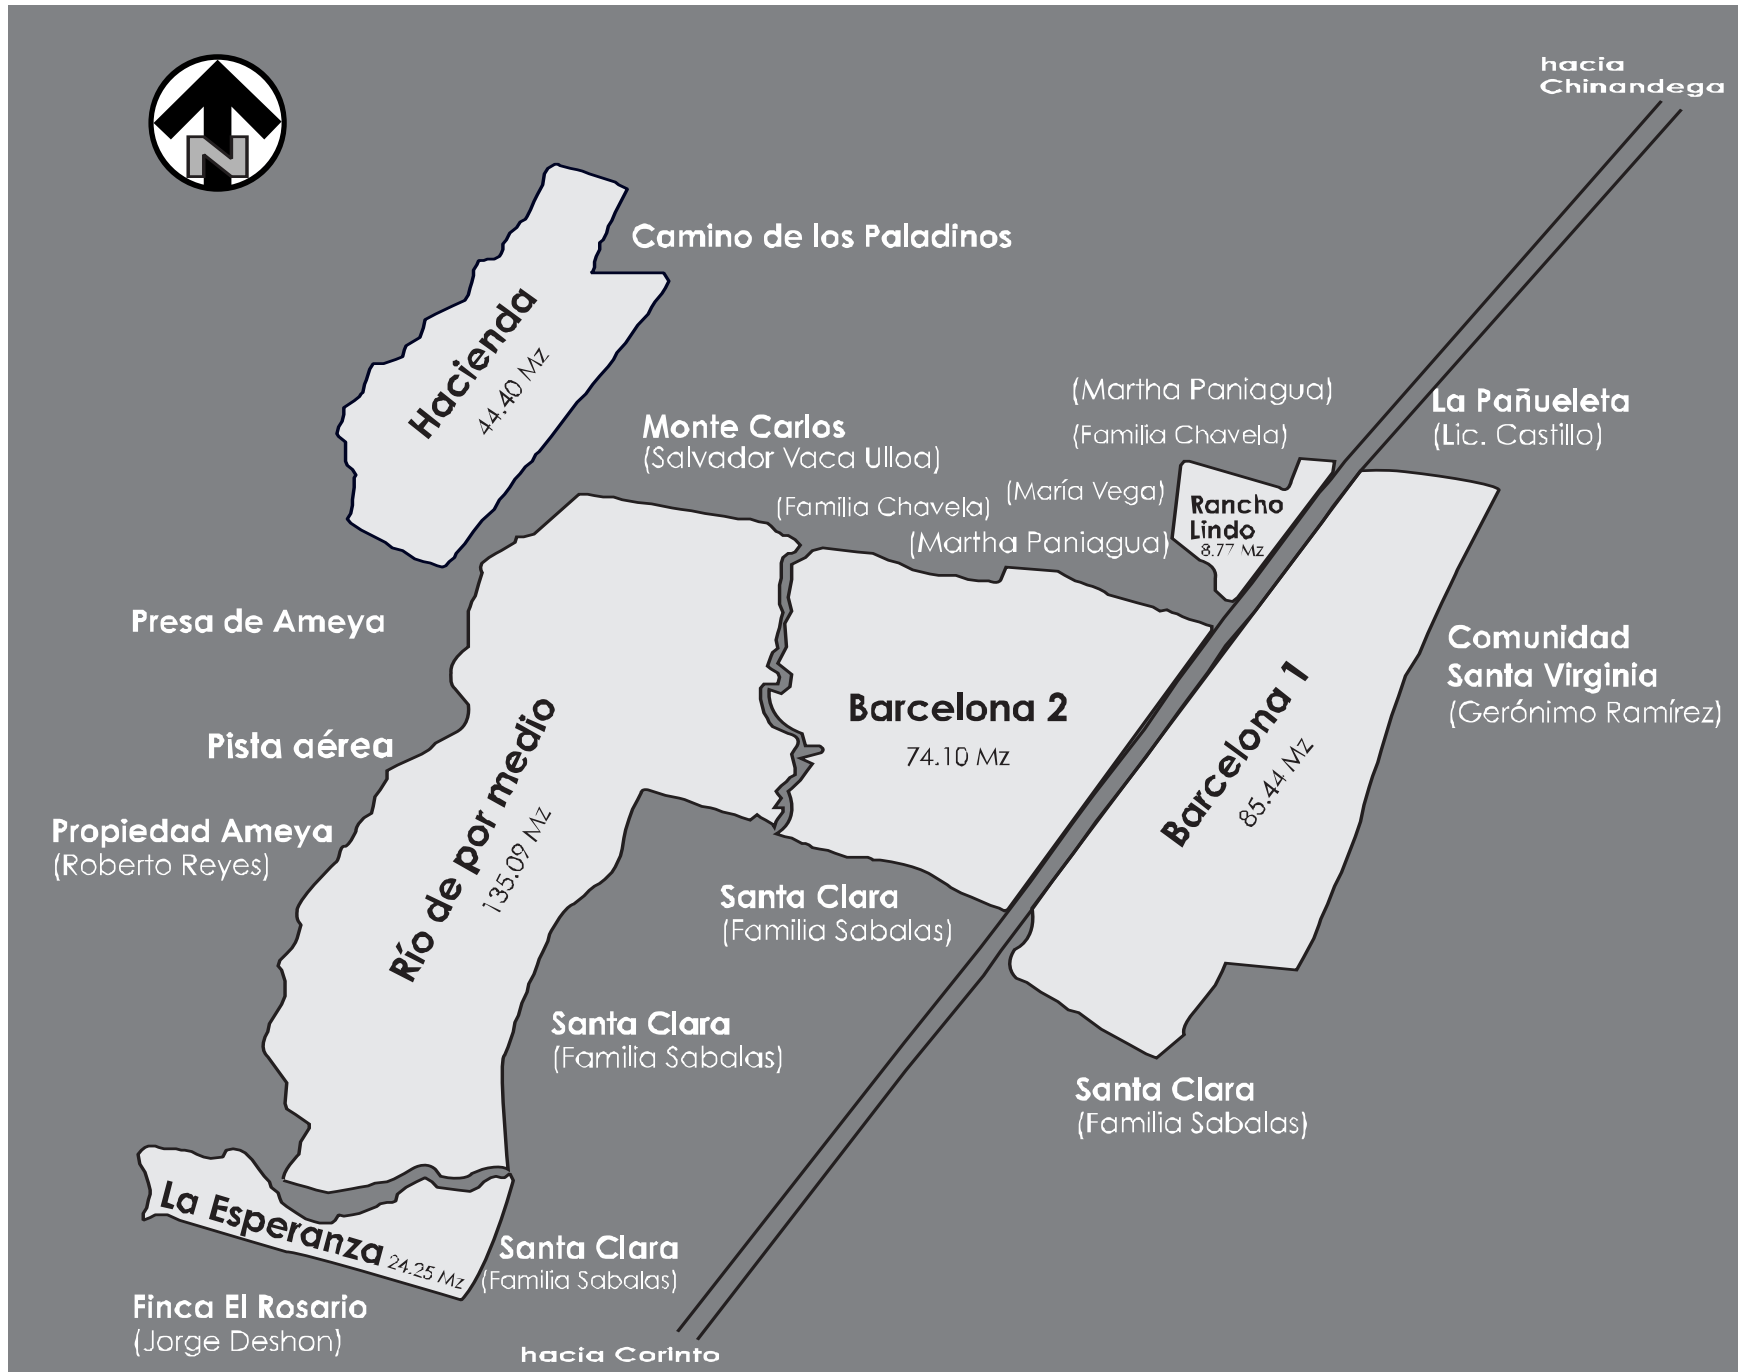 hacia
Chinandega
N
Camino de los Paladinos
Hacienda
44.40 Mz
(Martha Paniagua)
La Pañueleta
(Lic. Castillo)
(Familia Chavela)
Monte Carlos
(Salvador Vaca Ulloa)
(Familia Chavela)
(María Vega)
Rancho
Lindo
8.77 Mz
(Martha Paniagua)
Presa de Ameya
Comunidad
Santa Virginia
(Gerónimo Ramírez)
Pista aérea
Río de por medio
135.09 Mz
Barcelona 2
74.10 Mz
Barcelona 1
85.44 Mz
Propiedad Ameya
(Roberto Reyes)
Santa Clara
(Familia Sabalas)
Santa Clara
(Familia Sabalas)
Santa Clara
(Familia Sabalas)
La Esperanza
24.25 Mz
Santa Clara
(Familia Sabalas)
Finca El Rosario
(Jorge Deshon)
hacia Corinto